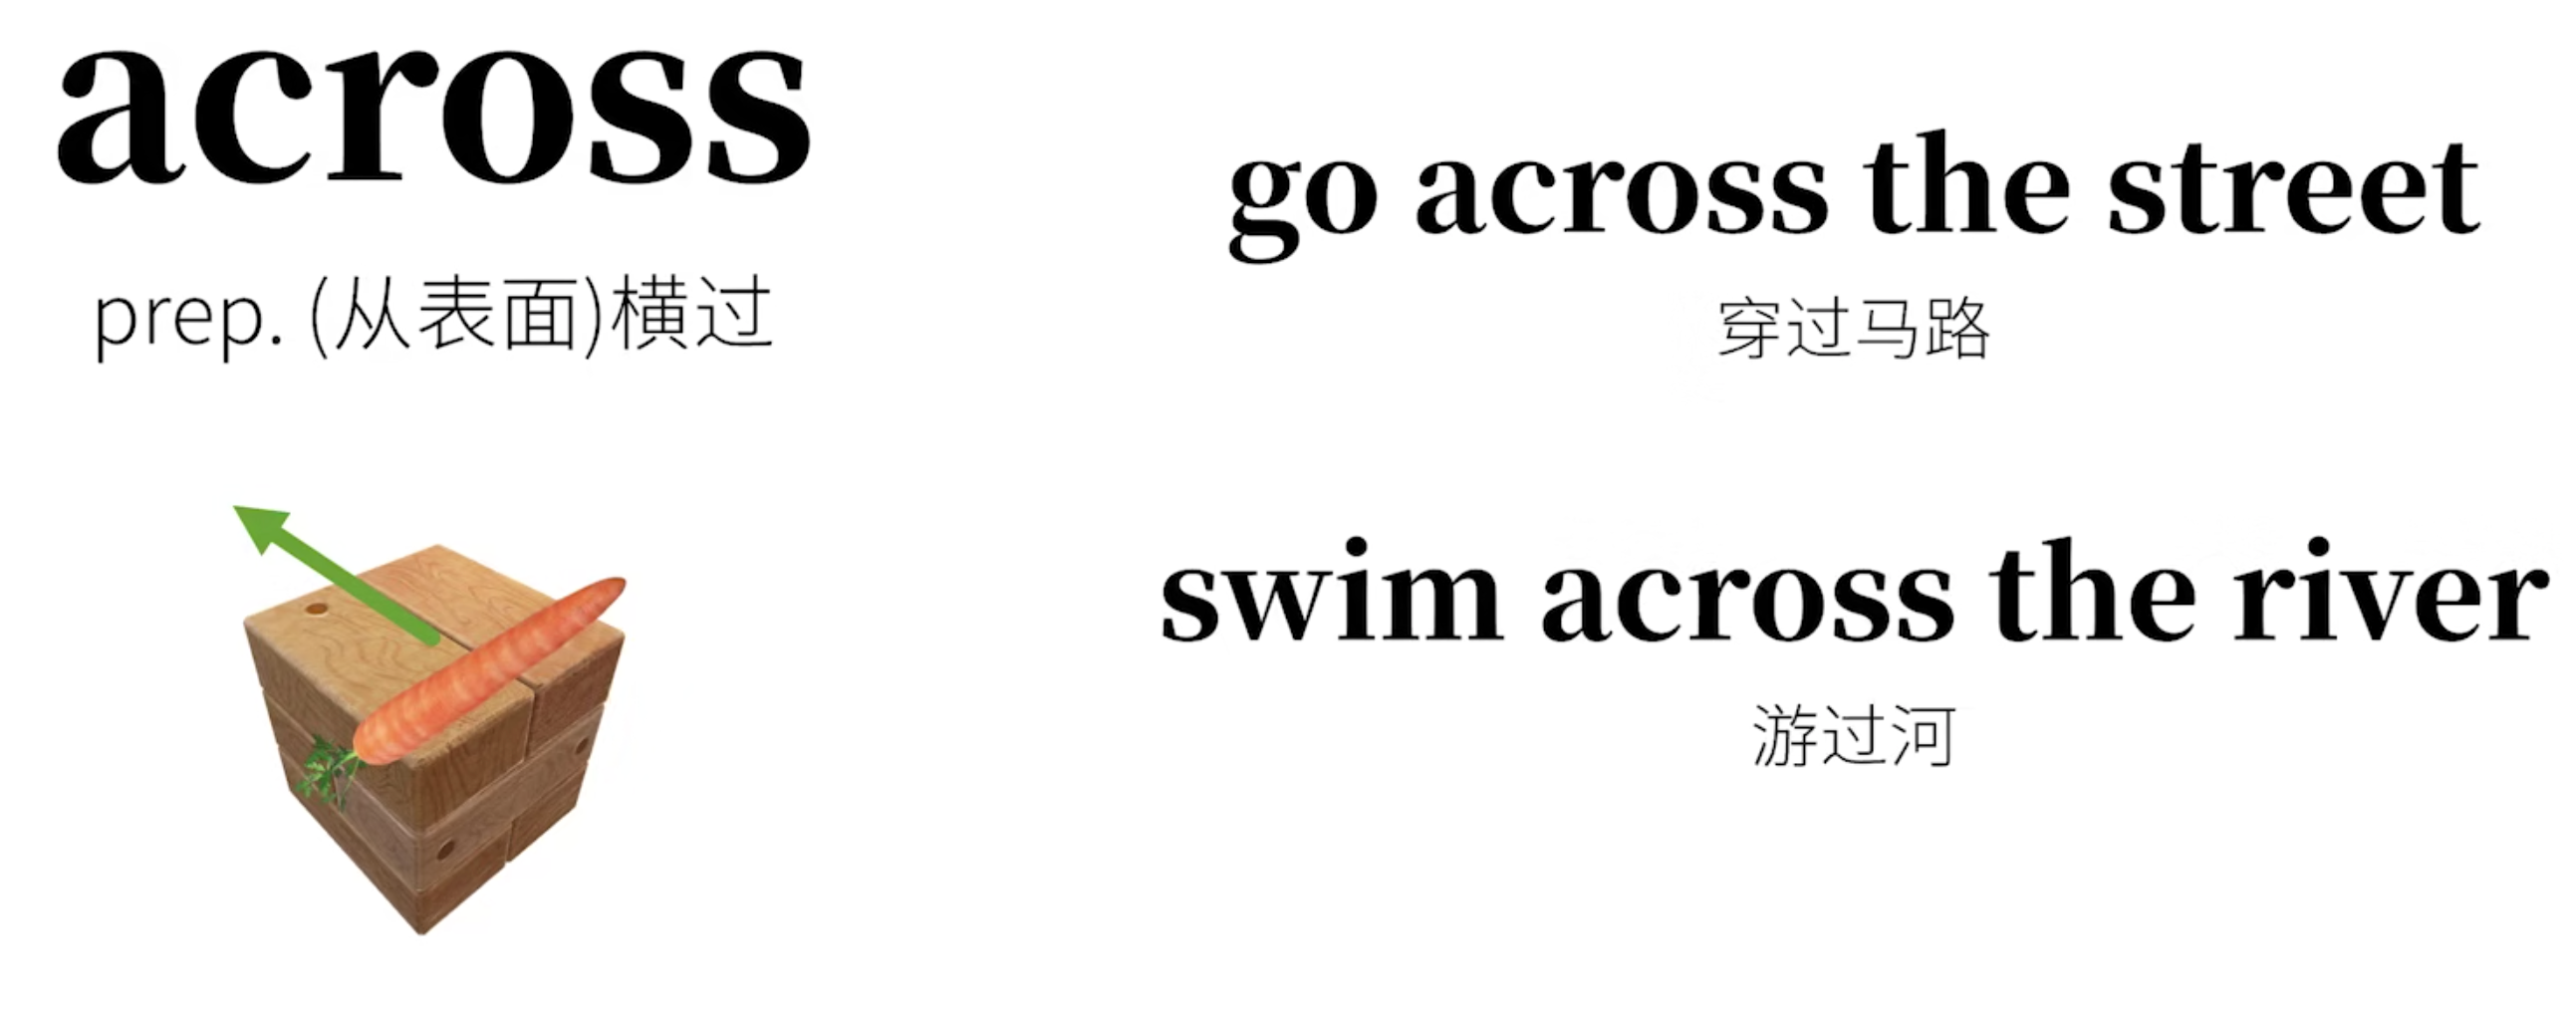 across
prep. (从表面)横过
go across the street
穿过马路
swim across the river
游过河